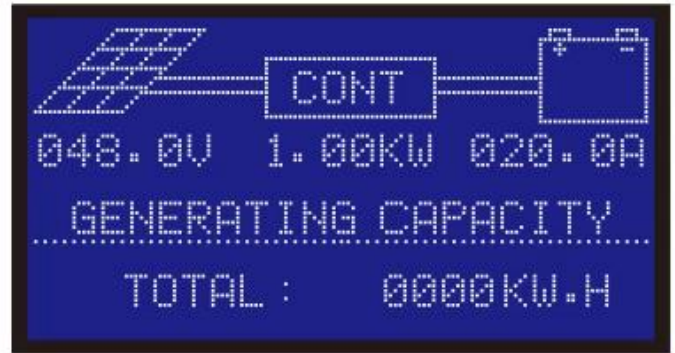 CONT
+ -
048.0V 1.00KW 020.0A
GENERATING CAPACITY
TOTAL: 0000KW.H